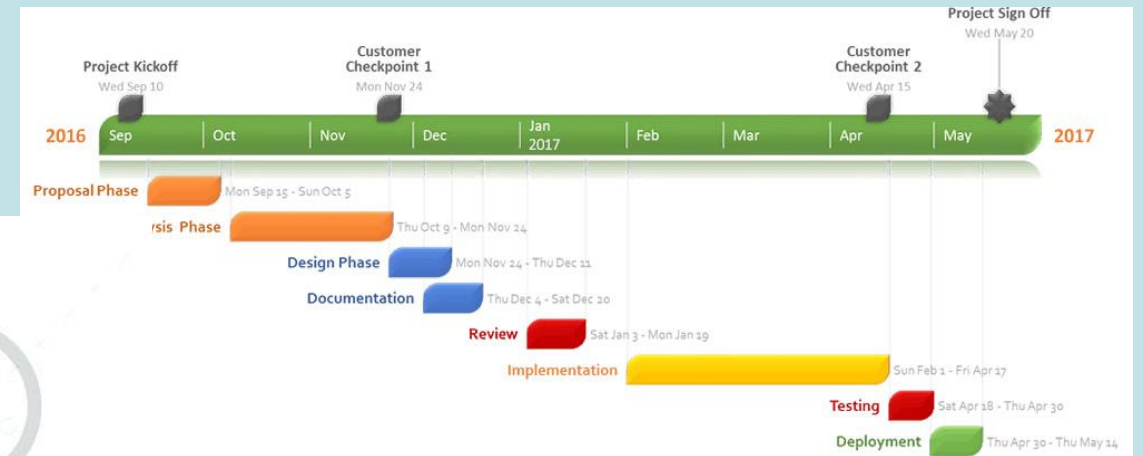 Project Sign Off
Wed May 20
Customer
Checkpoint 1
Mon Nov 24
Customer
Checkpoint 2
Wed Apr 15
Project Kickoff
Wed Sep 10
2016 Sep Oct Nov Dec Jan Feb Mar Apr May 2017
2017
Proposal Phase Mon Sep 15 - Sun Oct 5
ysis Phase Thu Oct 9 - Mon Nov 24
Design Phase Mon Nov 24 - Thu Dec 11
Documentation Thu Dec 4 - Sat Dec 20
Review Sat Jan 3 - Mon Jan 19
Implementation Sun Feb 1 - Fri Apr 17
Testing Sat Apr 18 - Thu Apr 30
Deployment Thu Apr 30 - Thu May 14